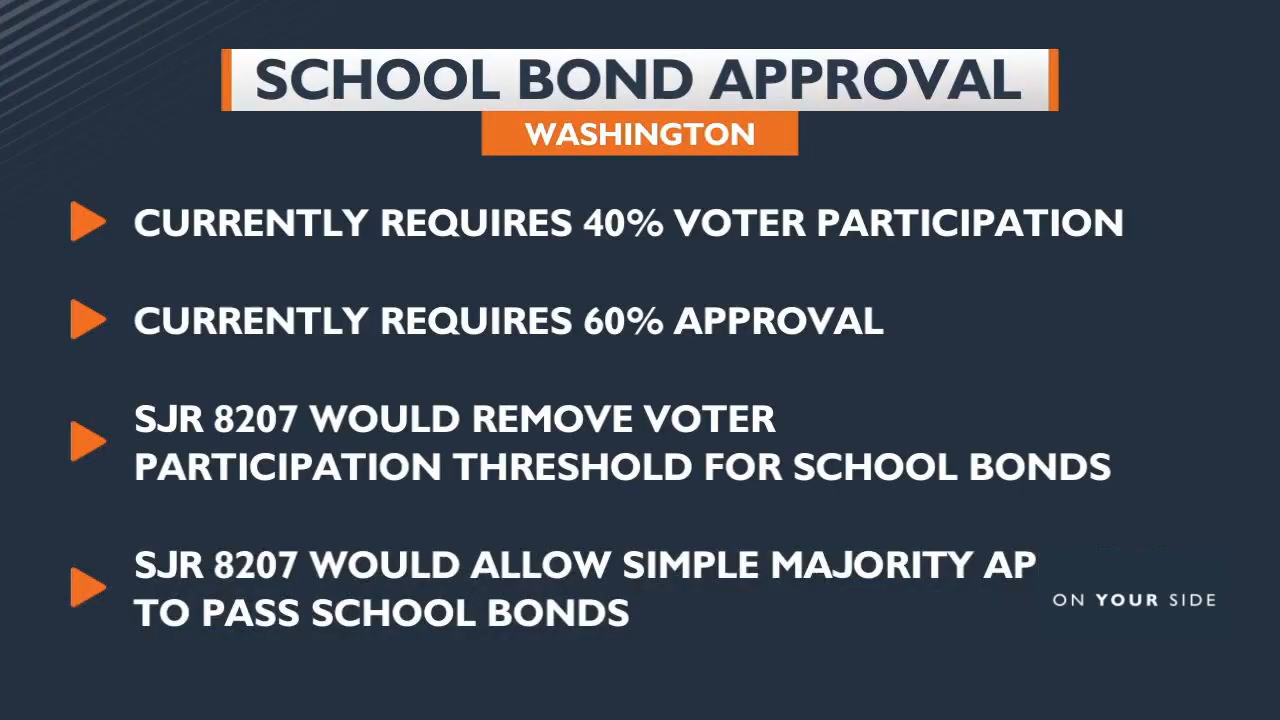 SCHOOL BOND APPROVAL
WASHINGTON
CURRENTLY REQUIRES 40% VOTER PARTICIPATION
CURRENTLY REQUIRES 60% APPROVAL
SJR 8207 WOULD REMOVE VOTER
PARTICIPATION THRESHOLD FOR SCHOOL BONDS
SJR 8207 WOULD ALLOW SIMPLE MAJORITY AP
TO PASS SCHOOL BONDS
ON YOUR SIDE